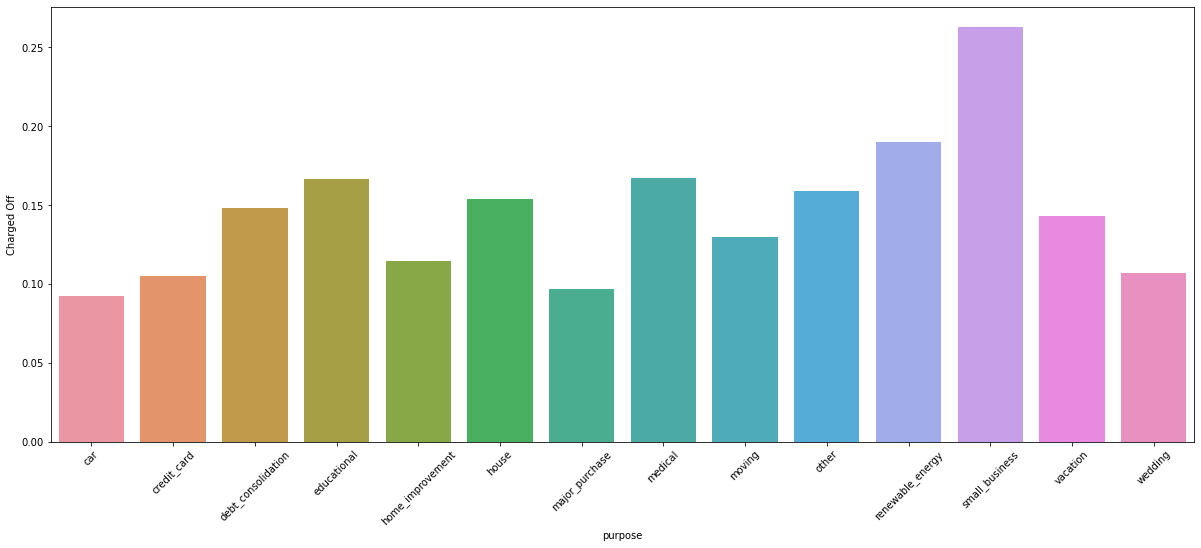 0.25
0.20
0.15
0.10
0.05
0.00
Charged Off
car
credit_card
debt_consolidation
educational
home_improvement
house
major_purchase
medical
moving
other
renewable_energy
small_business
vacation
wedding
purpose